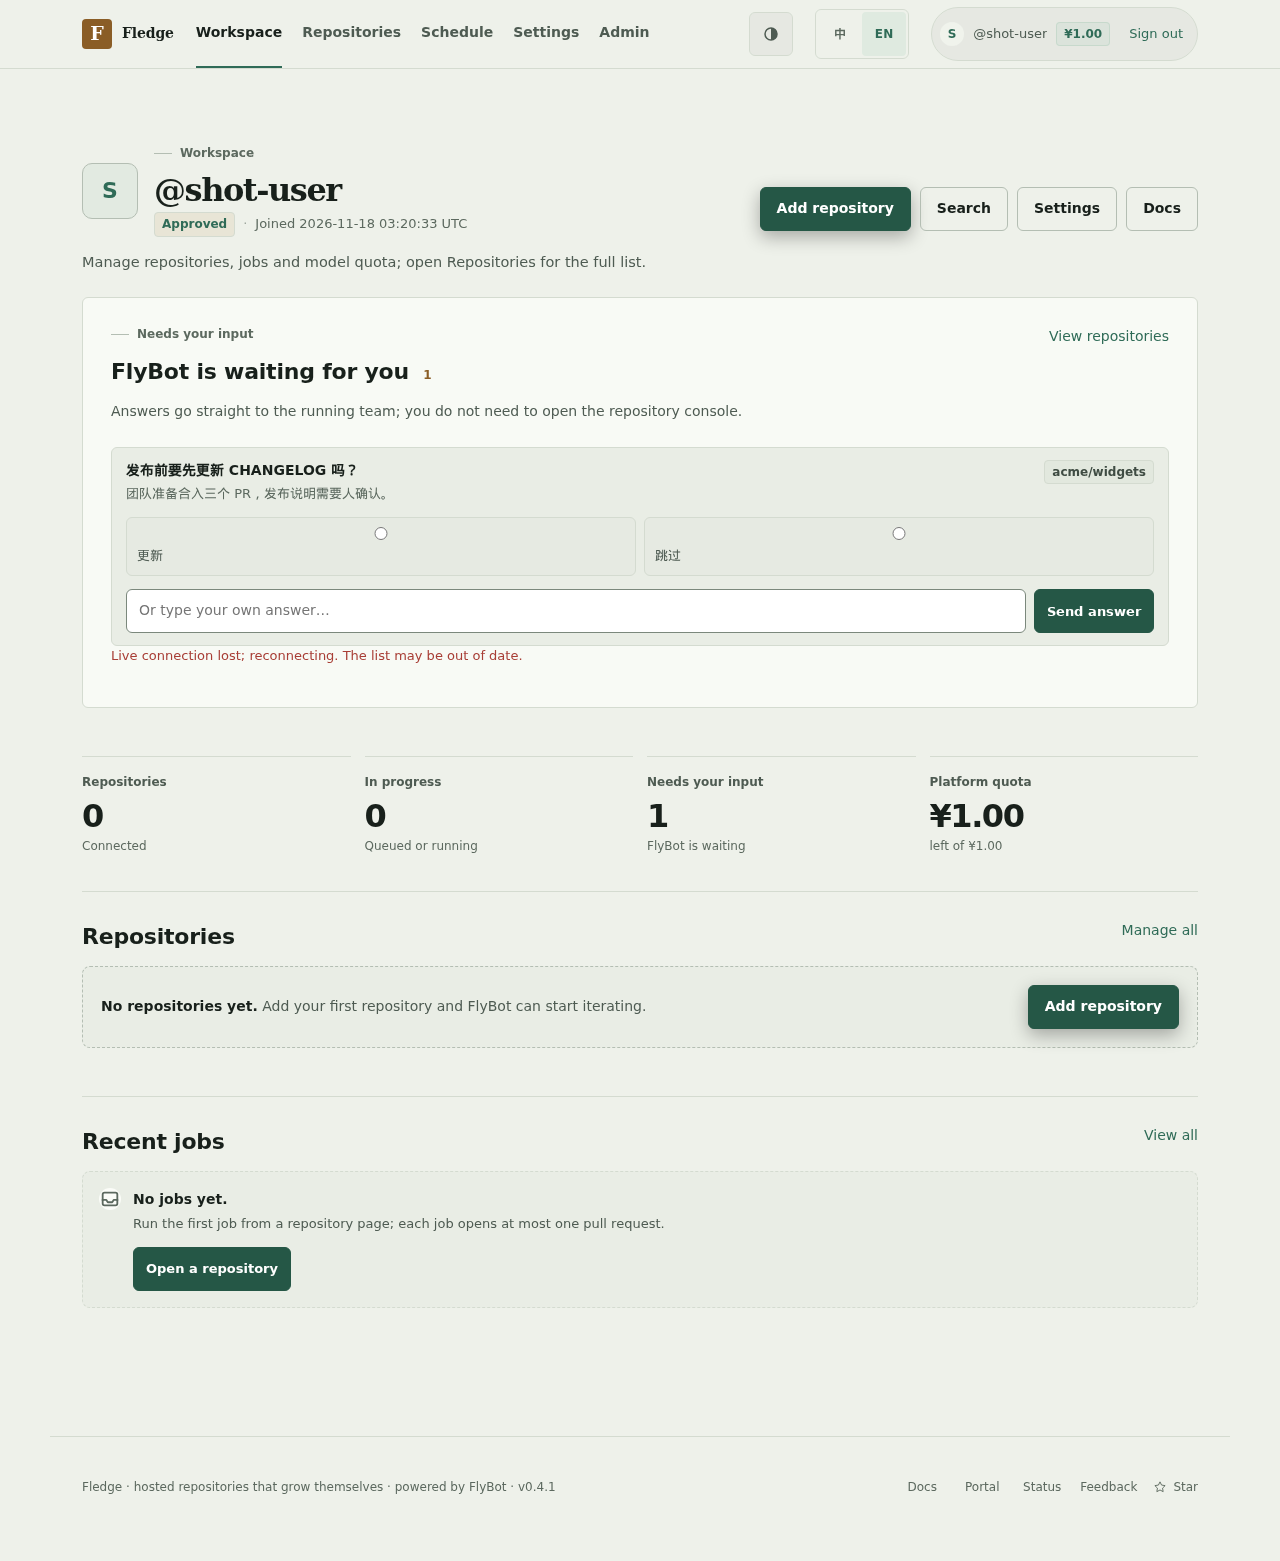 F Fledge Workspace Repositories Schedule Settings Admin 中 EN S @shot-user ¥1.00 Sign out
Workspace
S
@shot-user
Approved · Joined 2026-11-18 03:20:33 UTC
Add repository Search Settings Docs
Manage repositories, jobs and model quota; open Repositories for the full list.
Needs your input
View repositories
FlyBot is waiting for you 1
Answers go straight to the running team; you do not need to open the repository console.
发布前要先更新 CHANGELOG 吗？
acme/widgets
团队准备合入三个 PR，发布说明需要人确认。
更新 跳过
Or type your own answer… Send answer
Live connection lost; reconnecting. The list may be out of date.
Repositories In progress Needs your input Platform quota
0 0 1 ¥1.00
Connected Queued or running FlyBot is waiting left of ¥1.00
Repositories Manage all
No repositories yet. Add your first repository and FlyBot can start iterating. Add repository
Recent jobs View all
No jobs yet.
Run the first job from a repository page; each job opens at most one pull request.
Open a repository
Fledge · hosted repositories that grow themselves · powered by FlyBot · v0.4.1 Docs Portal Status Feedback Star